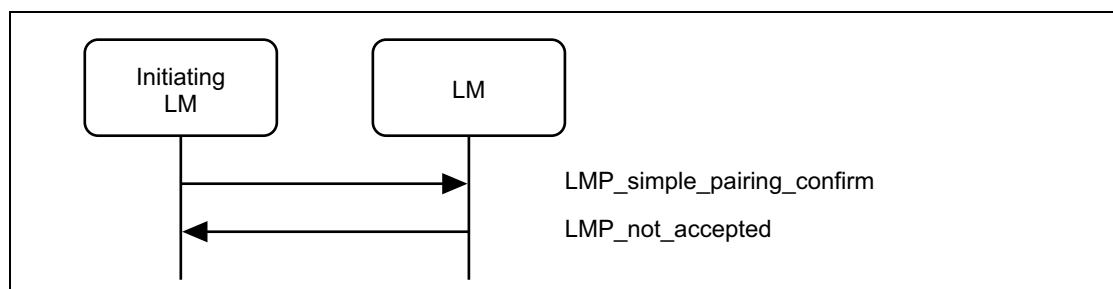 Initiating
LM
LM
LMP_simple_pairing_confirm
LMP_not_accepted